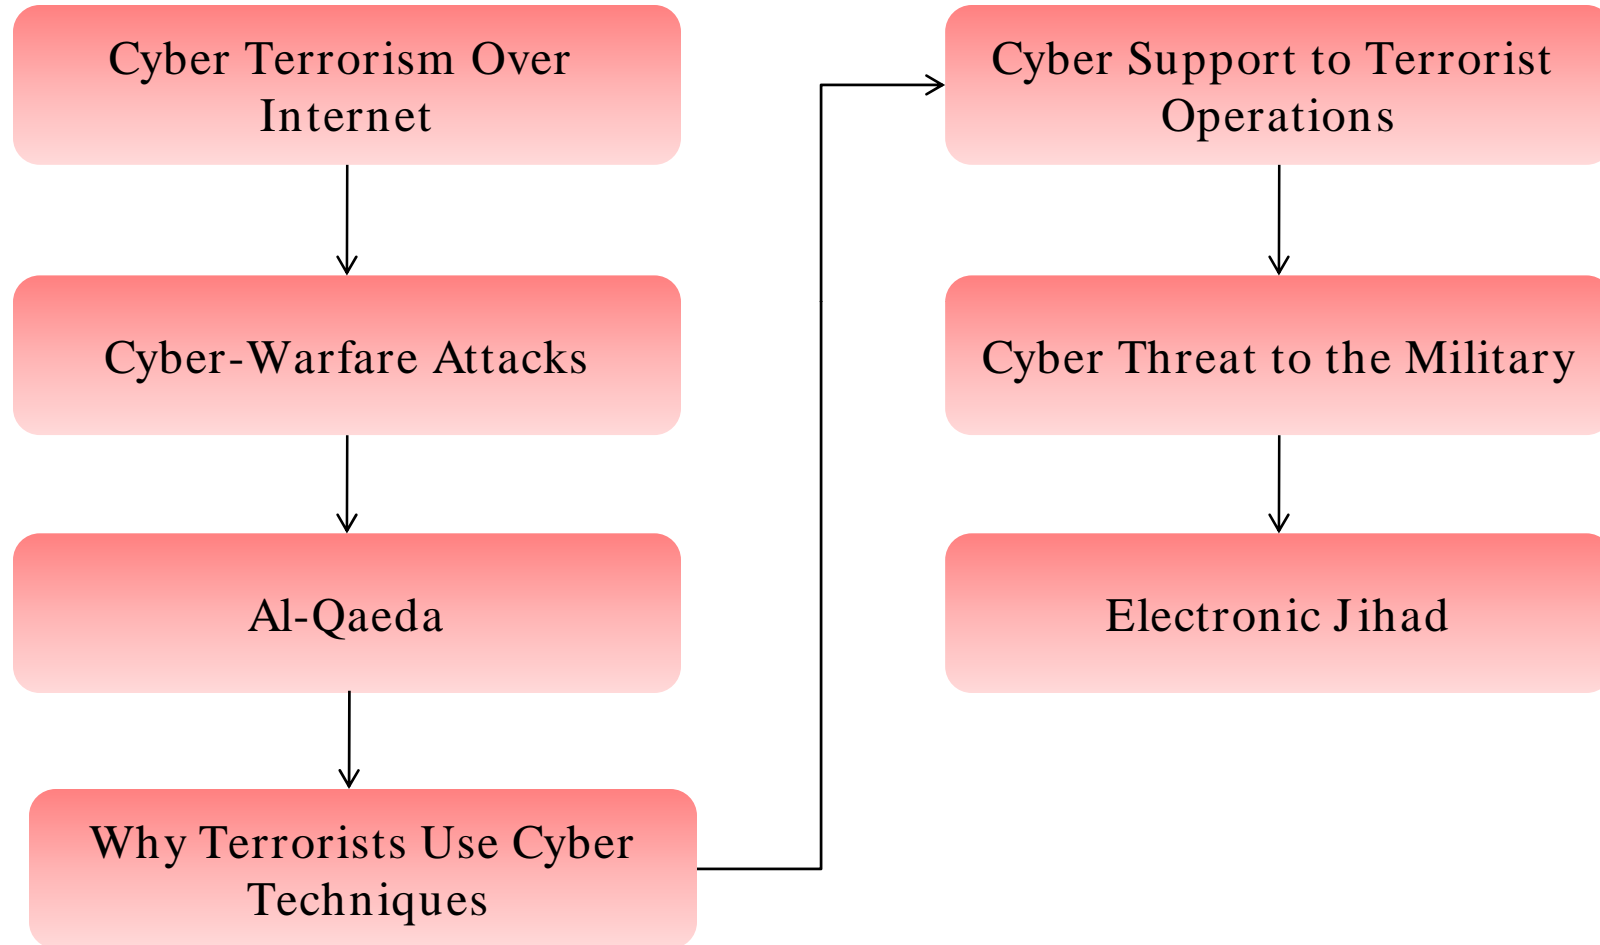 Cyber Terrorism Over
Internet
Cyber-Warfare Attacks
Al-Qaeda
Why Terrorists Use Cyber
Techniques
Cyber Support to Terrorist
Operations
Cyber Threat to the Military
Electronic Jihad